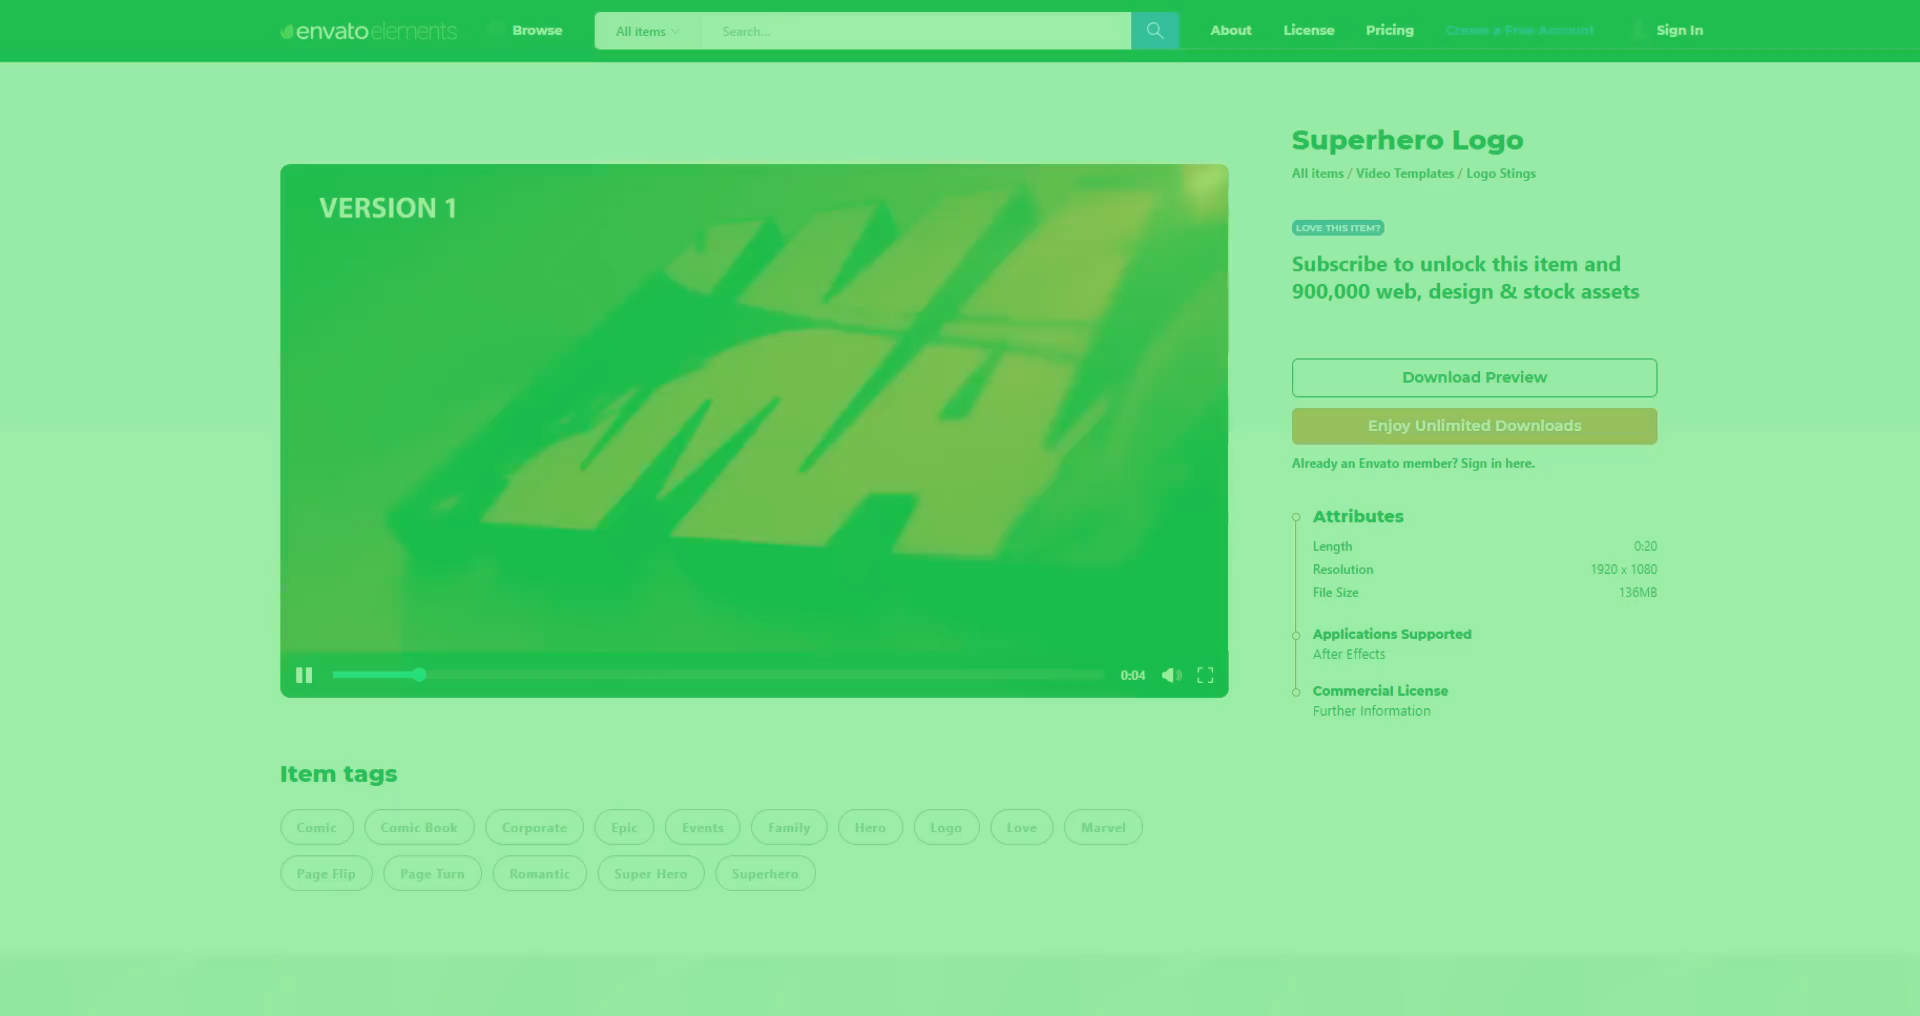 envato elements
Browse
All items
Search...
About
License
Pricing
Create a Free Account
Sign In
Superhero Logo
All items / Video Templates / Logo Stings
LOVE THIS ITEM?
Subscribe to unlock this item and
900,000 web, design & stock assets
Download Preview
Enjoy Unlimited Downloads
Already an Envato member? Sign in here.
Attributes
Length 0:20
Resolution 1920 x 1080
File Size 136MB
Applications Supported
After Effects
Commercial License
Further Information
VERSION 1
MA
0:04
Item tags
Comic Comic Book Corporate Epic Events Family Hero Logo Love Marvel
Page Flip Page Turn Romantic Super Hero Superhero